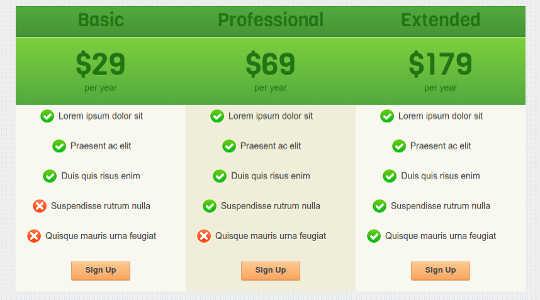 Basic Professional Extended
$29 $69 $179
per year per year per year
Lorem ipsum dolor sit Lorem ipsum dolor sit Lorem ipsum dolor sit
Praesent ac elit Praesent ac elit Praesent ac elit
Duis quis risus enim Duis quis risus enim Duis quis risus enim
Suspendisse rutrum nulla Suspendisse rutrum nulla Suspendisse rutrum nulla
Quisque mauris urna feugiat Quisque mauris urna feugiat Quisque mauris urna feugiat
Sign Up Sign Up Sign Up